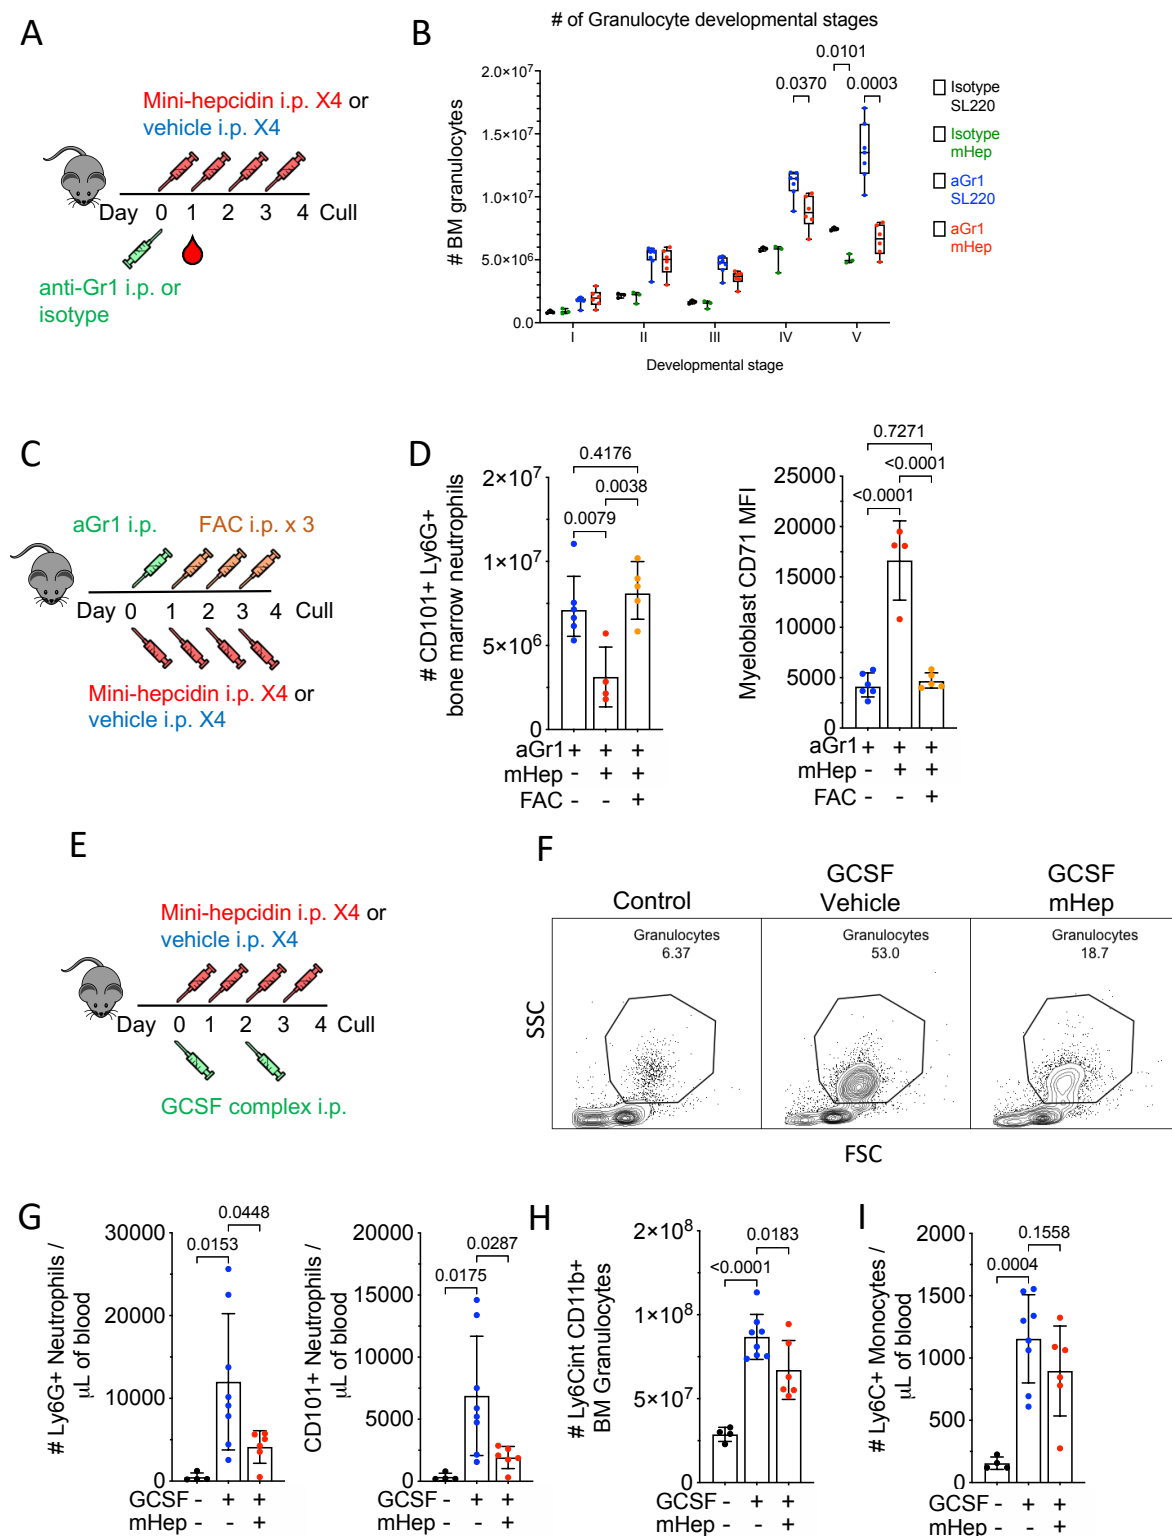 A
Mini-hepcidin i.p. X4 or
vehicle i.p. X4
Day 0 1 2 3 4 Cull
anti-Gr1 i.p. or
isotype
B
# of Granulocyte developmental stages
0.0101
0.0370
0.0003
2.0×10⁷
1.5×10⁷
1.0×10⁷
5.0×10⁶
0.0
# BM granulocytes
I II III IV V
Developmental stage
Isotype
SL220
Isotype
mHep
aGr1
SL220
aGr1
mHep
C
aGr1 i.p.
FAC i.p. x 3
Day 0 1 2 3 4 Cull
Mini-hepcidin i.p. X4 or
vehicle i.p. X4
D
# CD101+ Ly6G+
bone marrow neutrophils
2×10⁷
1×10⁷
5×10⁶
0
0.4176
0.0038
0.0079
aGr1 + + +
mHep - + +
FAC - - +
Myeloblast CD71 MFI
25000
20000
15000
10000
5000
0
0.7271
<0.0001
<0.0001
aGr1 + + +
mHep - + +
FAC - - +
E
Mini-hepcidin i.p. X4 or
vehicle i.p. X4
Day 0 1 2 3 4 Cull
GCSF complex i.p.
F
Control
GCSF
Vehicle
GCSF
mHep
Granulocytes
6.37
Granulocytes
53.0
Granulocytes
18.7
SSC
FSC
G
# Ly6G+ Neutrophils /
μL of blood
30000
20000
10000
0
0.0448
0.0153
GCSF - + +
mHep - - +
CD101+ Neutrophils /
μL of blood
20000
15000
10000
5000
0
0.0287
0.0175
- + +
- - +
H
# Ly6Cint CD11b+
BM Granulocytes
2×10⁸
1×10⁸
5×10⁷
0
0.0183
<0.0001
GCSF - + +
mHep - - +
I
# Ly6C+ Monocytes /
μL of blood
2000
1500
1000
500
0
0.1558
0.0004
GCSF - + +
mHep - - +